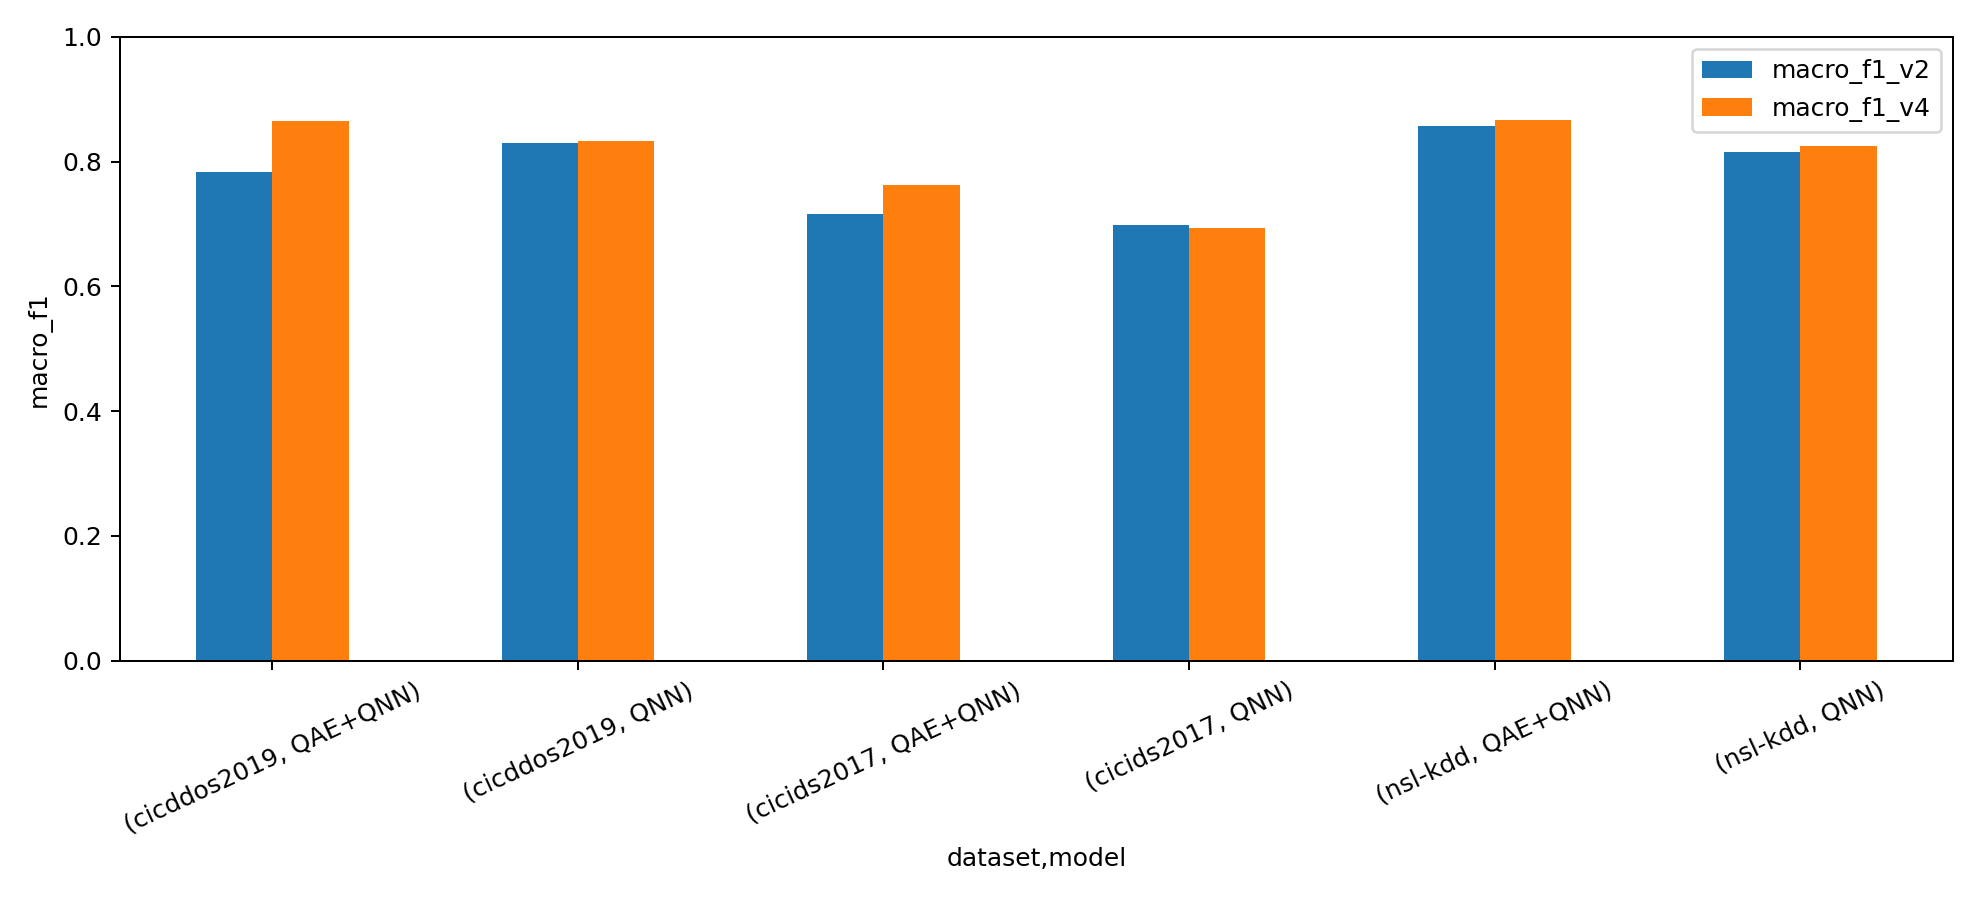 1.0
0.8
0.6
0.4
0.2
0.0
macro_f1
macro_f1_v2
macro_f1_v4
(cicddos2019, QAE+QNN)
(cicddos2019, QNN)
(cicids2017, QAE+QNN)
(cicids2017, QNN)
(nsl-kdd, QAE+QNN)
(nsl-kdd, QNN)
dataset,model